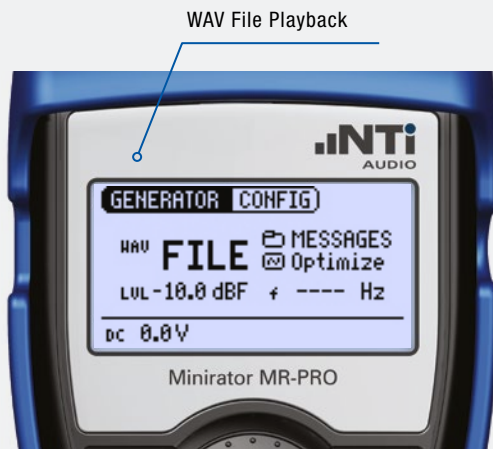 WAV File Playback
NTi
AUDIO
GENERATOR CONFIG
WAV FILE MESSAGES
Optimize
LVL-10.0 dBF f ---- Hz
DC 0.0V
Minirator MR-PRO